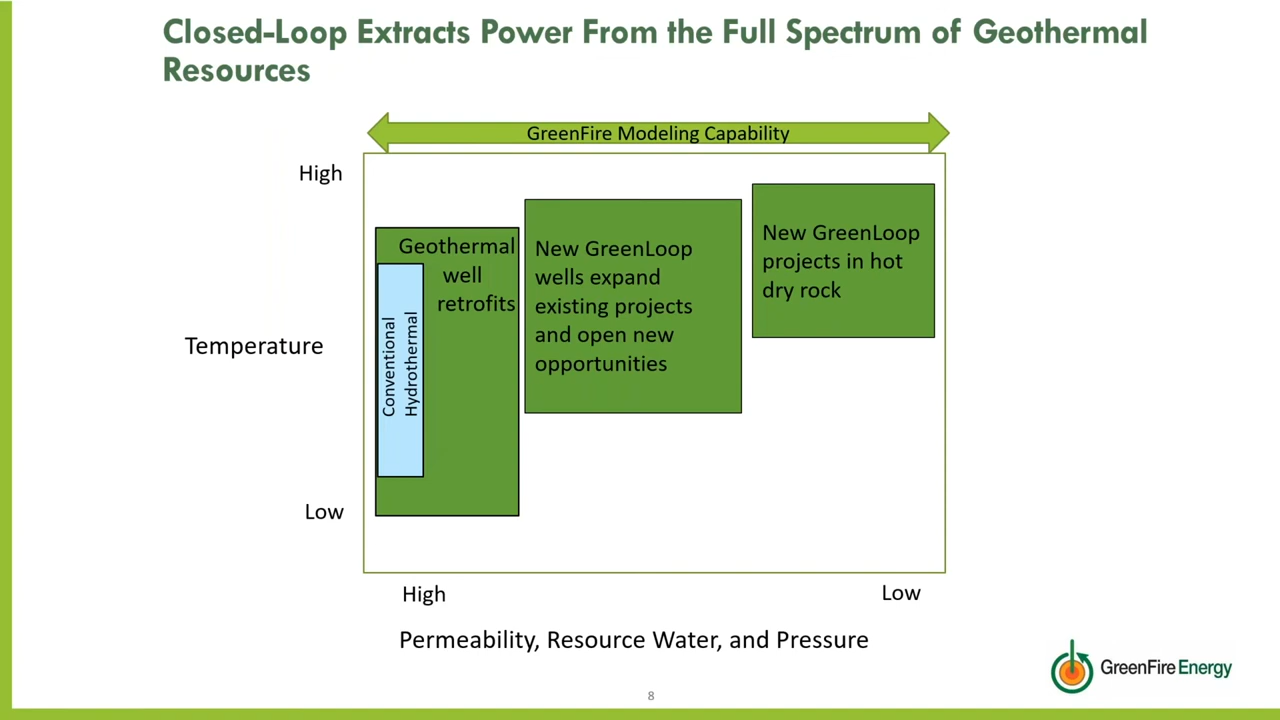 Closed-Loop Extracts Power From the Full Spectrum of Geothermal
Resources
GreenFire Modeling Capability
High
Temperature
Low
Geothermal
well
retrofits
Conventional
Hydrothermal
New GreenLoop
wells expand
existing projects
and open new
opportunities
New GreenLoop
projects in hot
dry rock
High
Low
Permeability, Resource Water, and Pressure
GreenFire Energy
8